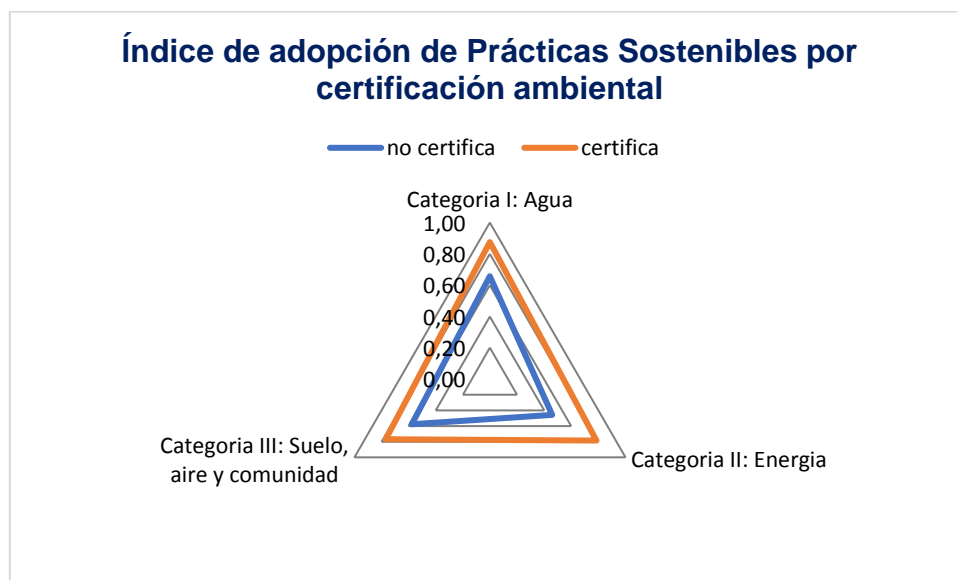 Índice de adopción de Prácticas Sostenibles por
certificación ambiental
no certifica
certifica
Categoria I: Agua
1,00
0,80
0,60
0,40
0,20
0,00
Categoria III: Suelo,
aire y comunidad
Categoria II: Energia